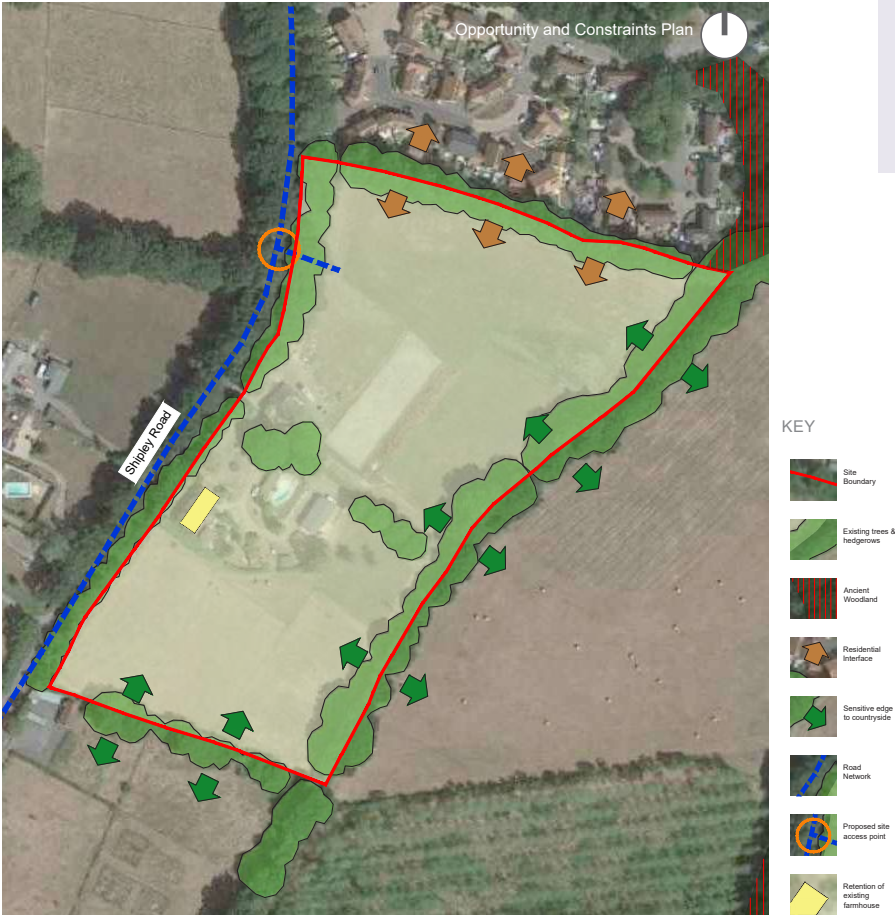 Opportunity and Constraints Plan
Shipley Road
KEY
Site
Boundary
Existing trees &
hedgerows
Ancient
Woodland
Residential
Interface
Sensitive edge
to countryside
Road
Network
Proposed site
access point
Retention of
existing
farmhouse